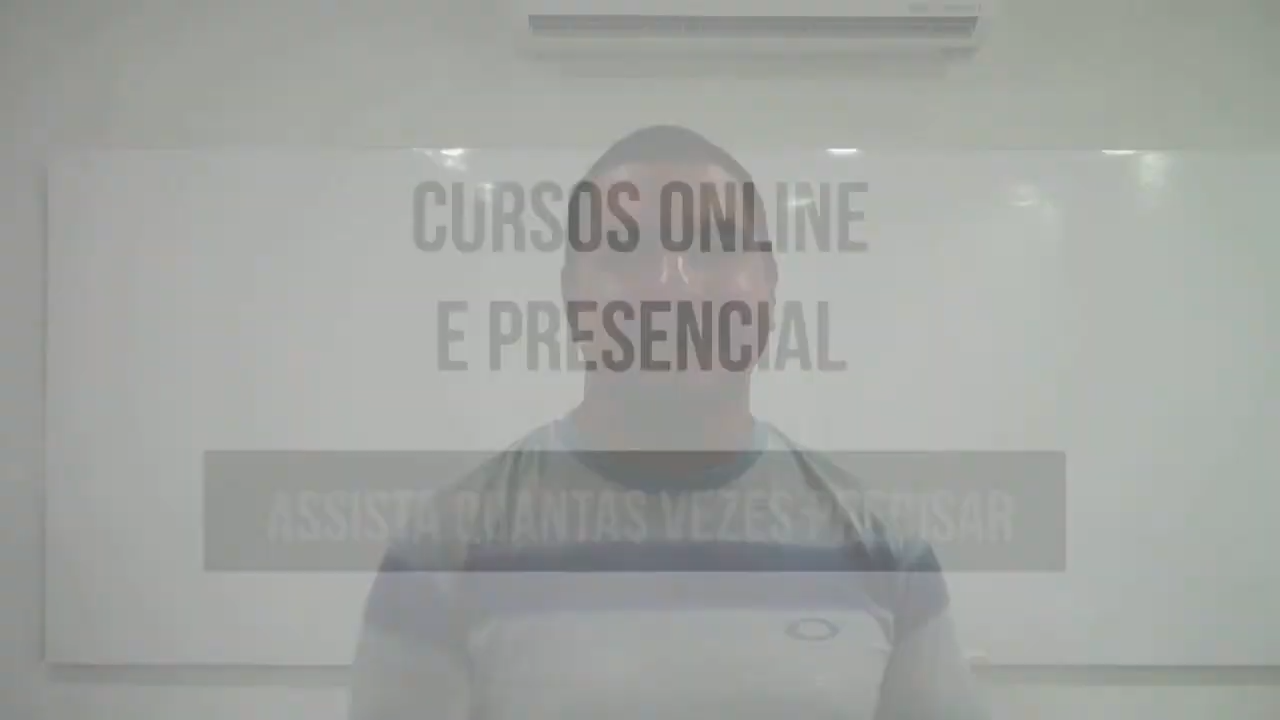 CURSOS ONLINE
E PRESENCIAL
ASSISTA QUANTAS VEZES PRECISAR